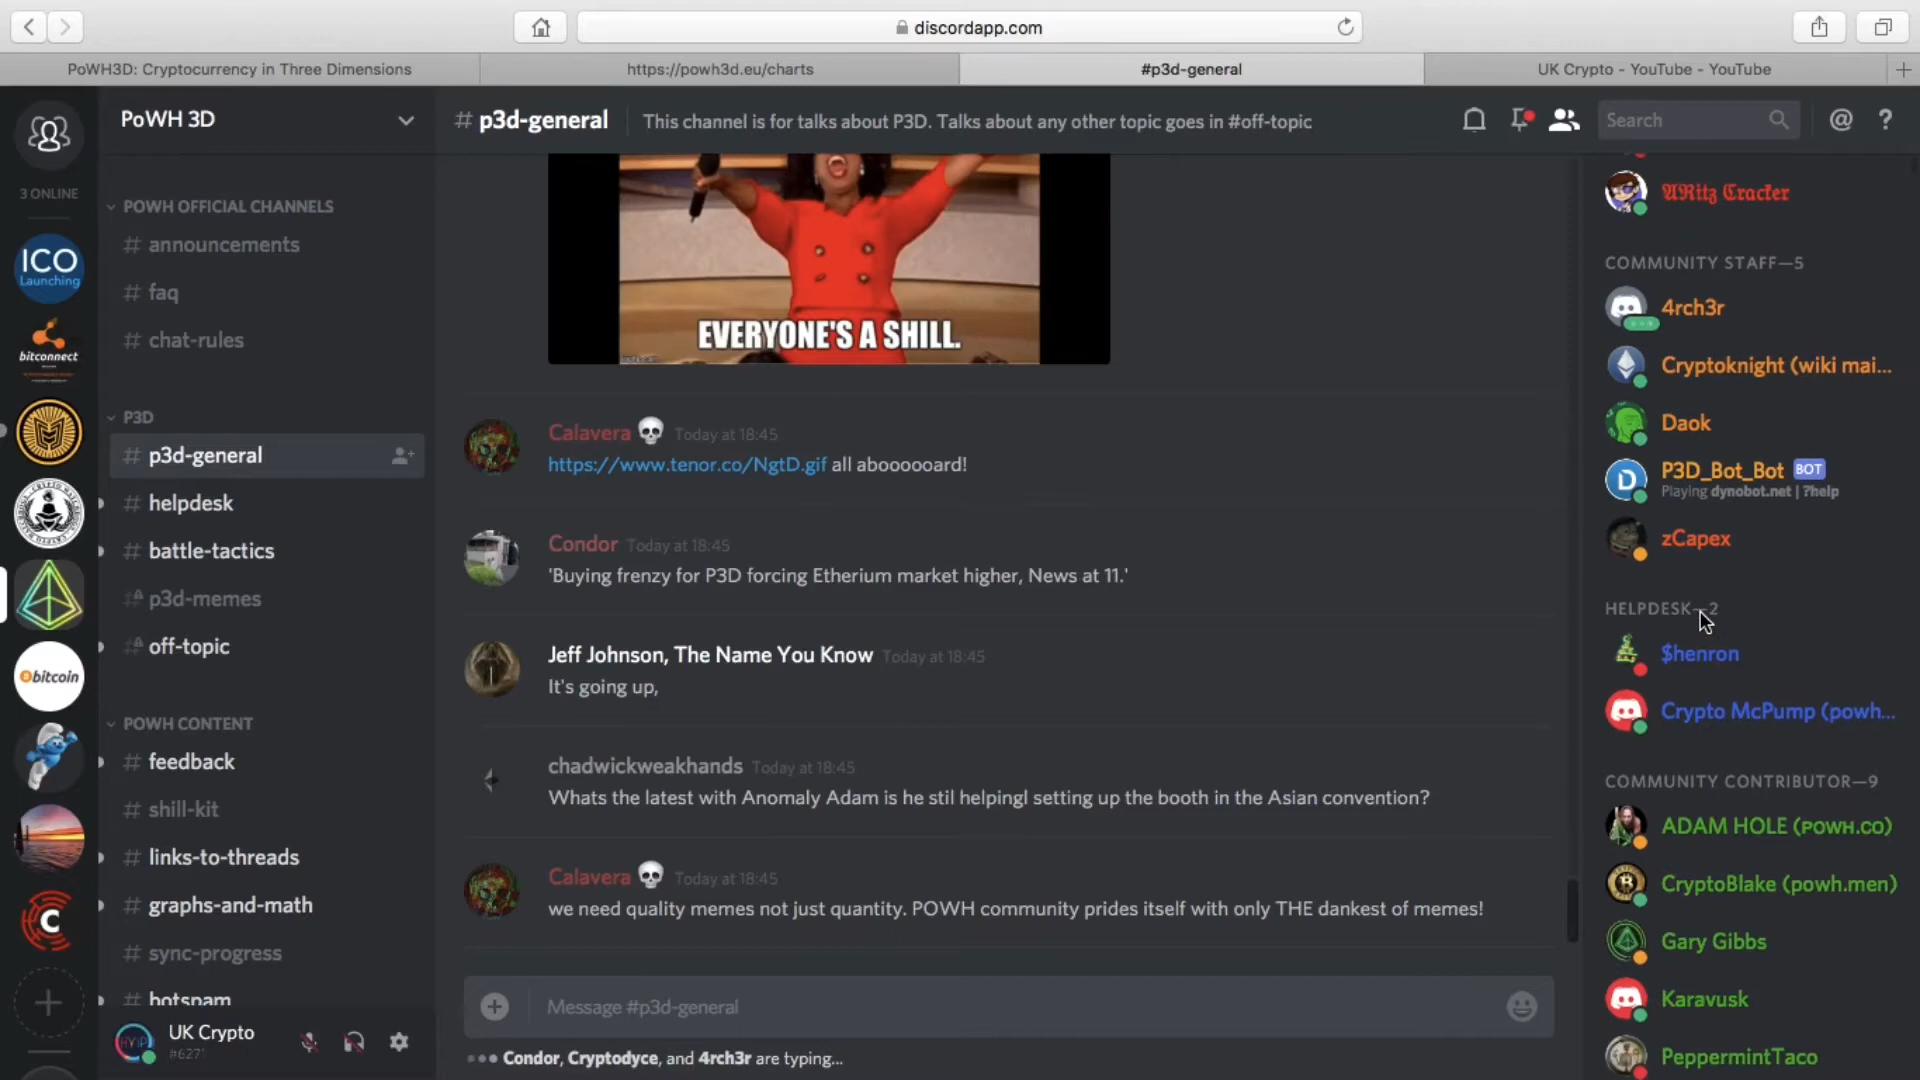 discordapp.com
PoWH3D: Cryptocurrency in Three Dimensions
https://powh3d.eu/charts
#p3d-general
UK Crypto - YouTube - YouTube
PoWH 3D
# p3d-general
This channel is for talks about P3D. Talks about any other topic goes in #off-topic
Search
@
?
3 ONLINE
ICO
Launching
bitconnect
bitcoin
POWH OFFICIAL CHANNELS
# announcements
# faq
# chat-rules
P3D
# p3d-general
# helpdesk
# battle-tactics
# p3d-memes
# off-topic
POWH CONTENT
# feedback
# shill-kit
# links-to-threads
# graphs-and-math
# sync-progress
# botspam
UK Crypto
#6271
EVERYONE'S A SHILL.
Calavera 💀 Today at 18:45
https://www.tenor.co/NgtD.gif all aboooooard!
Condor Today at 18:45
'Buying frenzy for P3D forcing Etherium market higher, News at 11.'
Jeff Johnson, The Name You Know Today at 18:45
It's going up,
chadwickweakhands Today at 18:45
Whats the latest with Anomaly Adam is he stil helpingl setting up the booth in the Asian convention?
Calavera 💀 Today at 18:45
we need quality memes not just quantity. POWH community prides itself with only THE dankest of memes!
Message #p3d-general
Condor, Cryptodyce, and 4rch3r are typing...
ARitz Cracker
COMMUNITY STAFF—5
4rch3r
Cryptoknight (wiki mai...
Daok
P3D_Bot_Bot BOT
Playing dynobot.net | ?help
zCapex
HELPDESK—2
$henron
Crypto McPump (powh...
COMMUNITY CONTRIBUTOR—9
ADAM HOLE (POWH.CO)
CryptoBlake (powh.men)
Gary Gibbs
Karavusk
PeppermintTaco